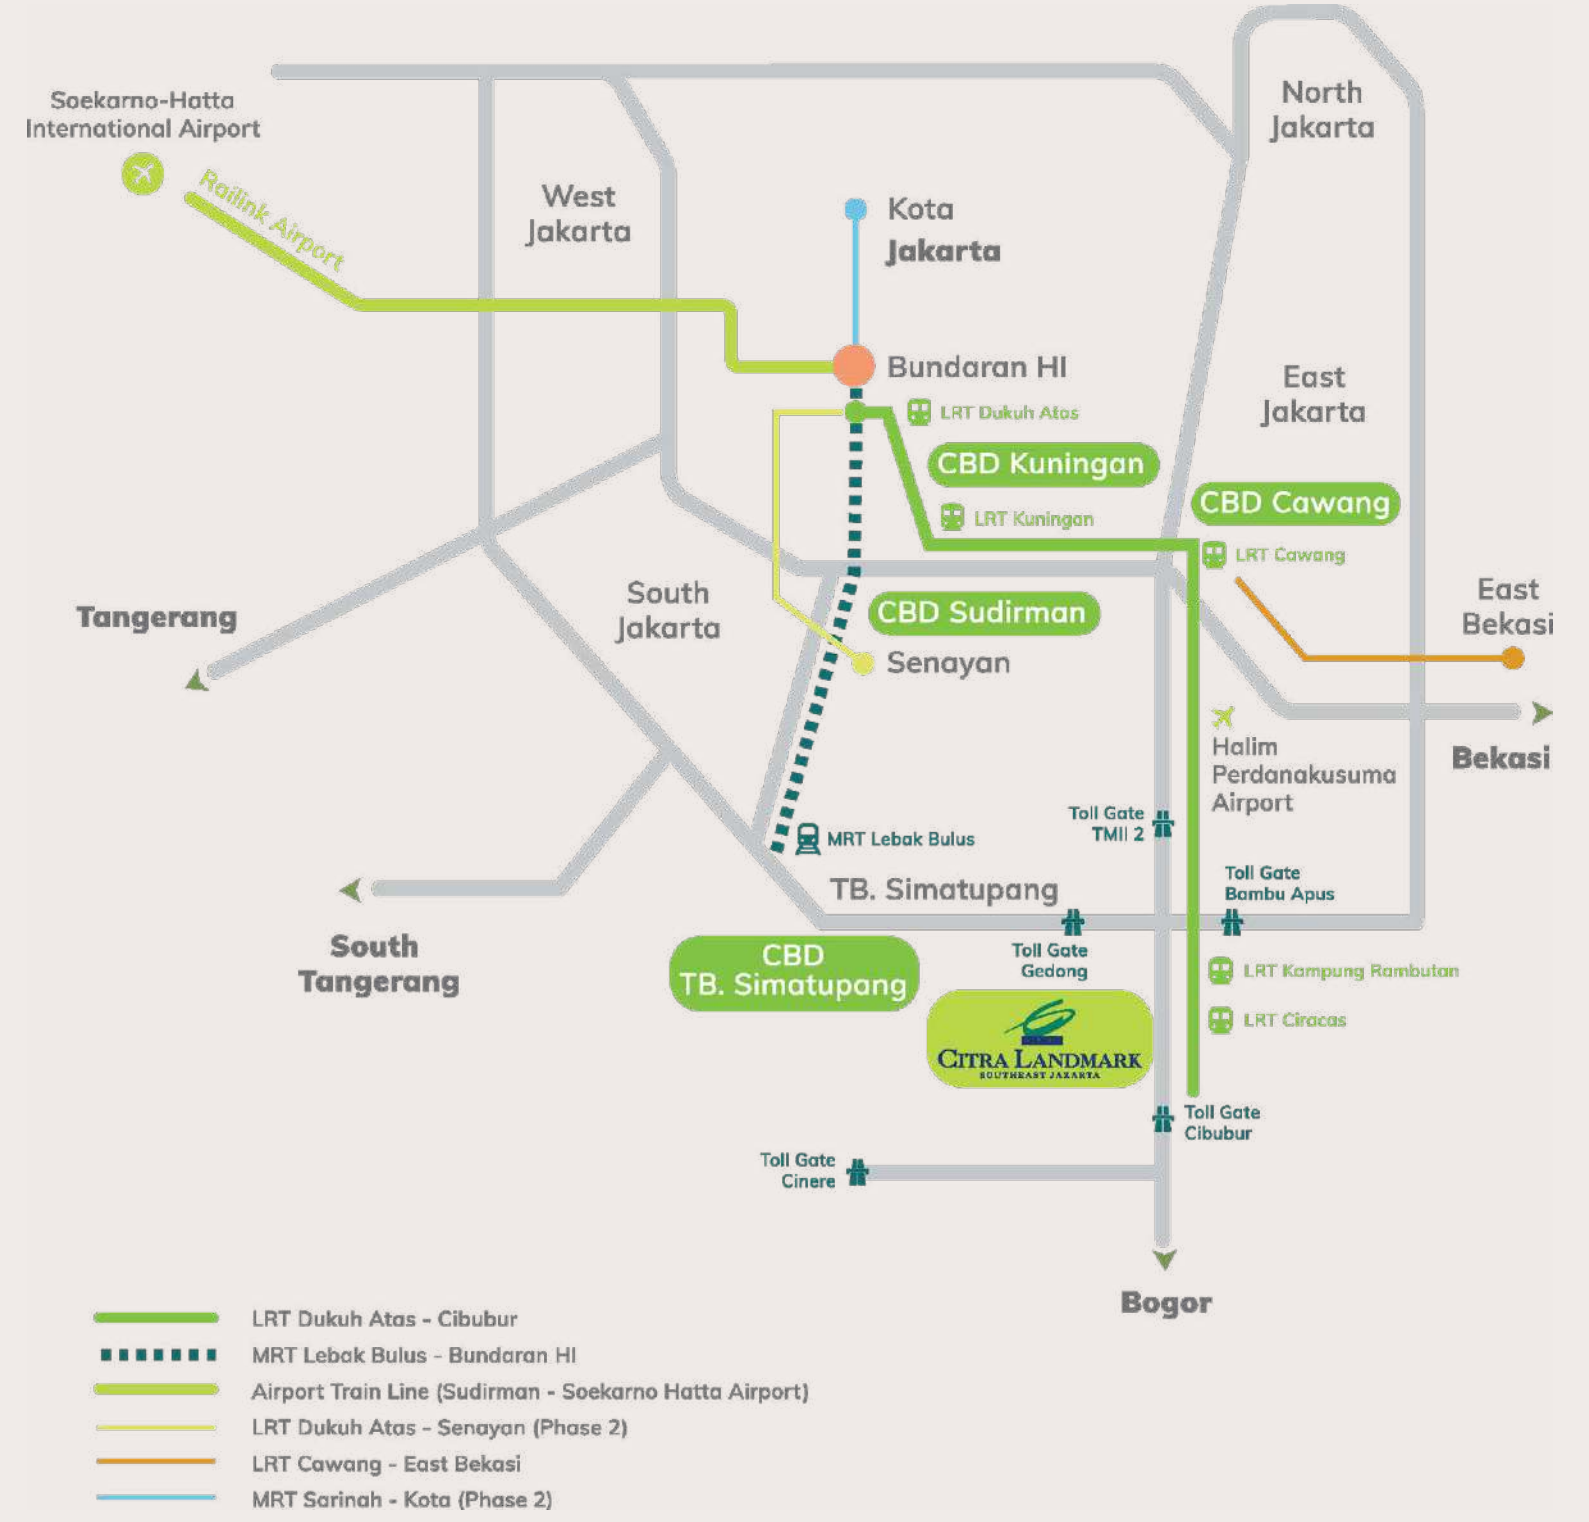 Soekarno-Hatta
International Airport
Railink Airport
West
Jakarta
North
Jakarta
Kota
Jakarta
Bundaran HI
LRT Dukuh Atas
East
Jakarta
CBD Kuningan
CBD Cawang
LRT Kuningan
LRT Cawang
Tangerang
South
Jakarta
CBD Sudirman
East
Bekasi
Senayan
Halim
Perdanakusuma
Airport
Bekasi
Toll Gate
TMII 2
MRT Lebak Bulus
TB. Simatupang
Toll Gate
Bambu Apus
South
Tangerang
CBD
TB. Simatupang
Toll Gate
Gedong
LRT Kampung Rambutan
LRT Ciracas
CITRA LANDMARK
SOUTHEAST JAKARTA
Toll Gate
Cibubur
Toll Gate
Cinere
Bogor
LRT Dukuh Atas - Cibubur
MRT Lebak Bulus - Bundaran HI
Airport Train Line (Sudirman - Soekarno Hatta Airport)
LRT Dukuh Atas - Senayan (Phase 2)
LRT Cawang - East Bekasi
MRT Sarinah - Kota (Phase 2)